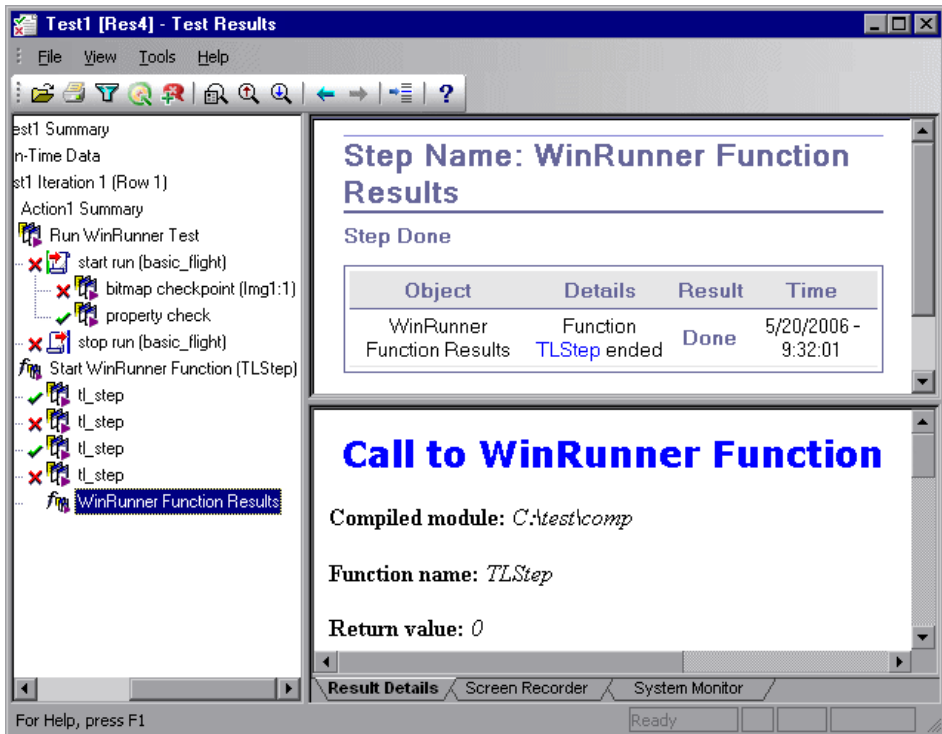 Test1 [Res4] - Test Results
File View Tools Help
est1 Summary
n-Time Data
st1 Iteration 1 (Row 1)
Action1 Summary
Run WinRunner Test
start run (basic_flight)
bitmap checkpoint (Img1:1)
property check
stop run (basic_flight)
Start WinRunner Function (TLStep)
tl_step
tl_step
tl_step
tl_step
WinRunner Function Results
Step Name: WinRunner Function
Results
Step Done
Object Details Result Time
WinRunner Function Results Function TLStep ended Done 5/20/2006 - 9:32:01
Call to WinRunner Function
Compiled module: C:\test\comp
Function name: TLStep
Return value: 0
Result Details Screen Recorder System Monitor
For Help, press F1 Ready